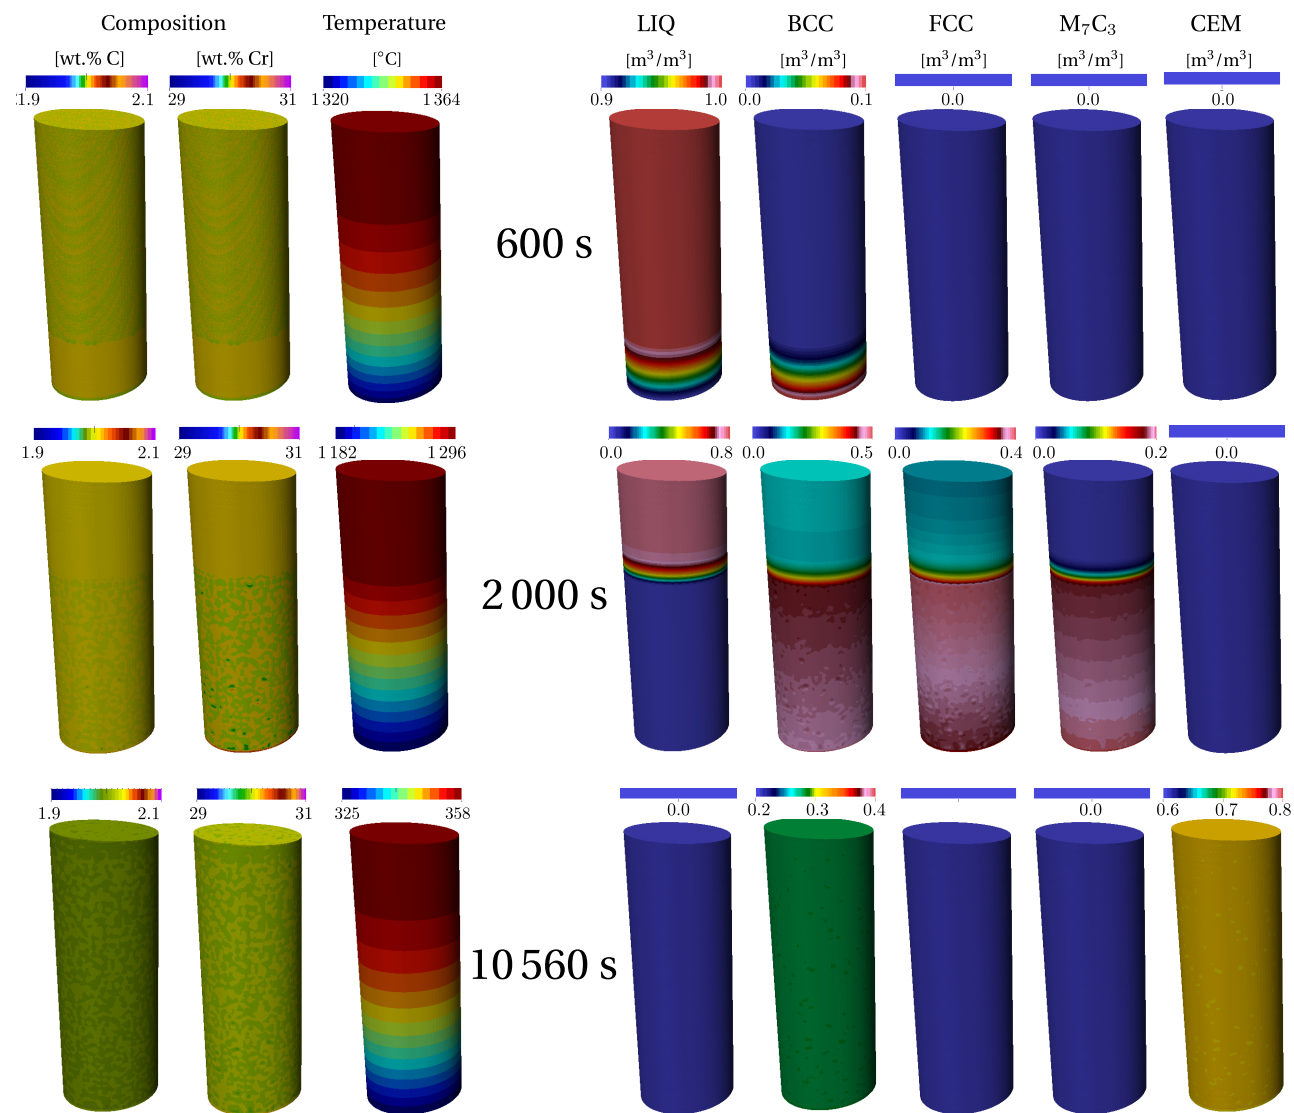 Composition Temperature LIQ BCC FCC M₇C₃ CEM
[wt.% C] [wt.% Cr] [°C] [m³/m³] [m³/m³] [m³/m³] [m³/m³] [m³/m³]
1.9 2.1 29 31 1 320 1 364 0.9 1.0 0.0 0.1 0.0 0.0 0.0
600 s
1.9 2.1 29 31 1 182 1 296 0.0 0.8 0.0 0.5 0.0 0.4 0.0 0.2 0.0
2 000 s
1.9 2.1 29 31 325 358 0.0 0.2 0.3 0.4 0.0 0.6 0.7 0.8
10 560 s